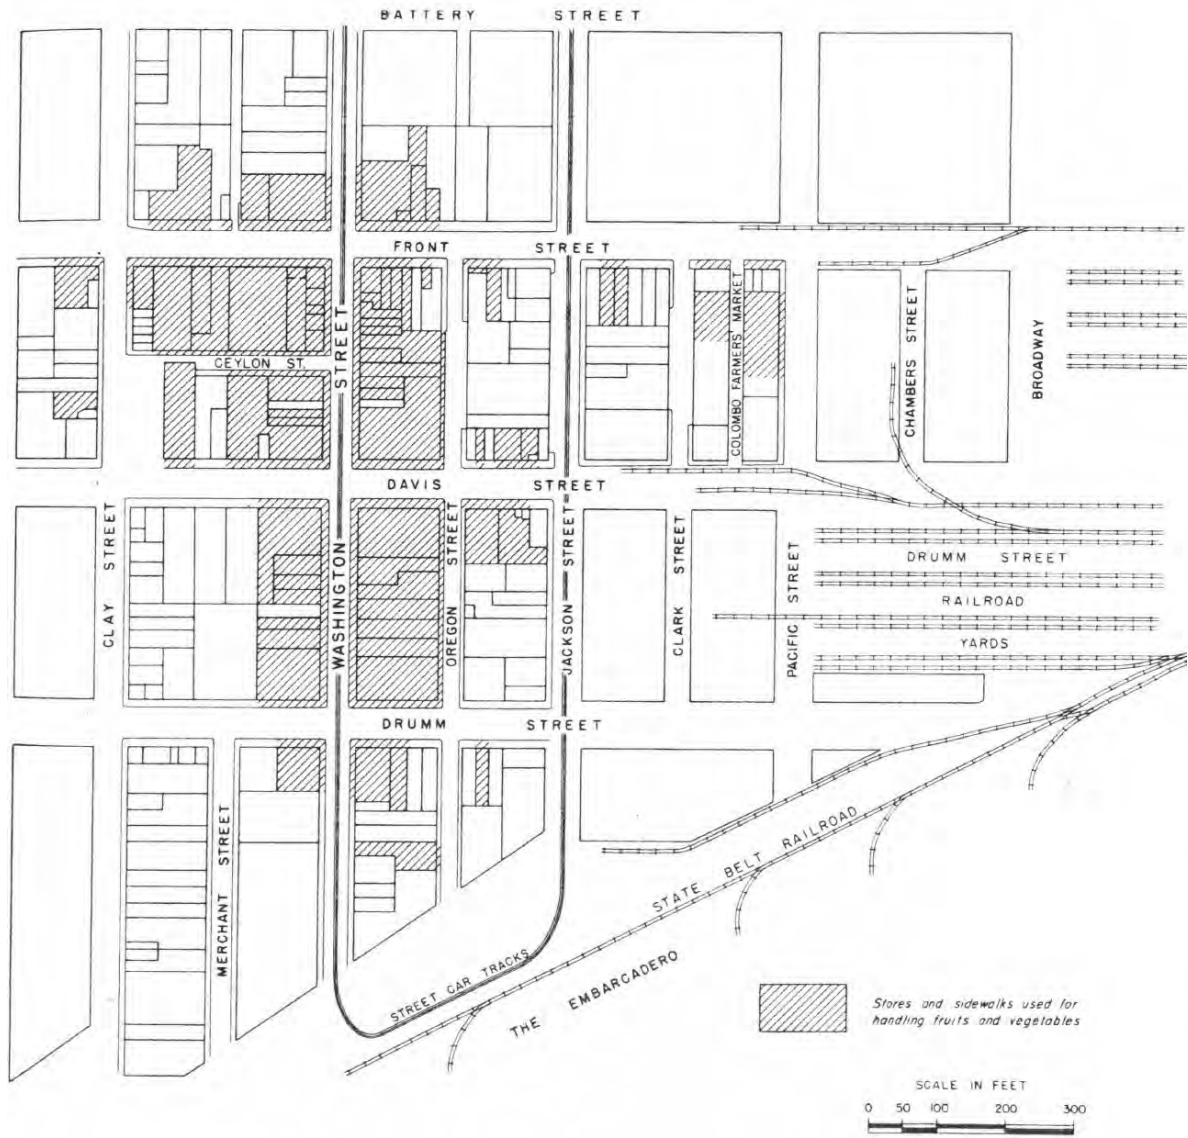 BATTERY STREET
FRONT STREET
CEYLON ST.
STREET
WASHINGTON
COLOMBO FARMERS' MARKET
CHAMBERS STREET
BROADWAY
DAVIS STREET
CLAY STREET
OREGON STREET
JACKSON STREET
CLARK STREET
PACIFIC STREET
DRUMM STREET
RAILROAD
YARDS
DRUMM STREET
MERCHANT STREET
STATE BELT RAILROAD
STREET CAR TRACKS
THE EMBARCADERO
Stores and sidewalks used for
handling fruits and vegetables
SCALE IN FEET
0 50 100 200 300